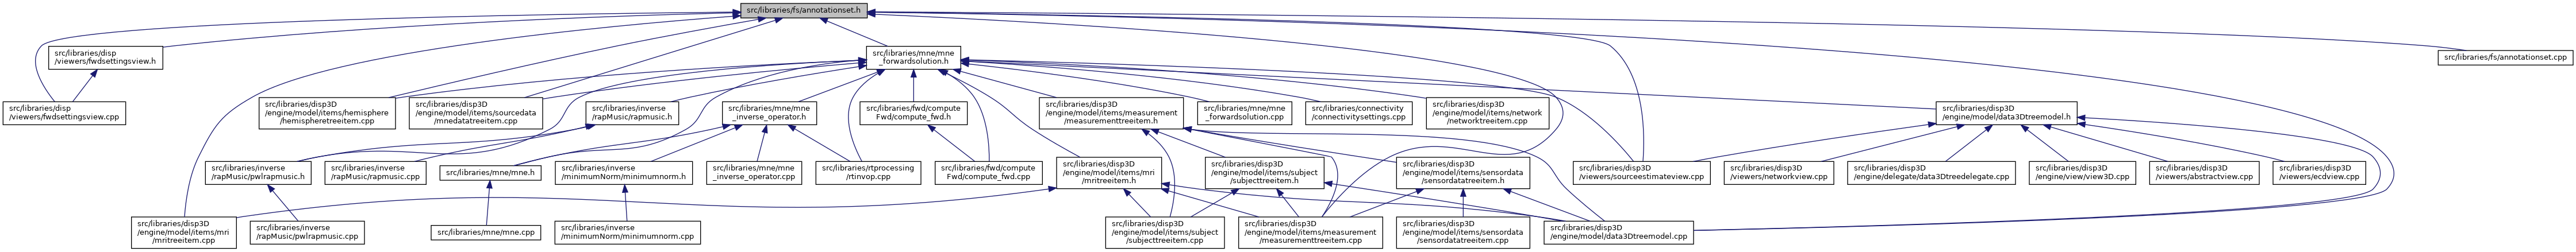 src/libraries/fs/annotationset.h
src/libraries/disp
/viewers/fwdsettingsview.h
src/libraries/mne/mne
_forwardsolution.h
src/libraries/fs/annotationset.cpp
src/libraries/disp
/viewers/fwdsettingsview.cpp
src/libraries/disp3D
/engine/model/items/hemisphere
/hemispheretreeitem.cpp
src/libraries/disp3D
/engine/model/items/sourcedata
/mnedatatreeitem.cpp
src/libraries/inverse
/rapMusic/rapmusic.h
src/libraries/mne/mne
_inverse_operator.h
src/libraries/fwd/compute
Fwd/compute_fwd.h
src/libraries/disp3D
/engine/model/items/measurement
/measurementtreeitem.h
src/libraries/mne/mne
_forwardsolution.cpp
src/libraries/connectivity
/connectivitysettings.cpp
src/libraries/disp3D
/engine/model/items/network
/networktreeitem.cpp
src/libraries/disp3D
/engine/model/data3Dtreemodel.h
src/libraries/inverse
/rapMusic/pwlrapmusic.h
src/libraries/inverse
/rapMusic/rapmusic.cpp
src/libraries/mne/mne.h
src/libraries/inverse
/minimumNorm/minimumnorm.h
src/libraries/mne/mne
_inverse_operator.cpp
src/libraries/rtprocessing
/rtinvop.cpp
src/libraries/fwd/compute
Fwd/compute_fwd.cpp
src/libraries/disp3D
/engine/model/items/mri
/mritreeitem.h
src/libraries/disp3D
/engine/model/items/subject
/subjecttreeitem.h
src/libraries/disp3D
/engine/model/items/sensordata
/sensordatatreeitem.h
src/libraries/disp3D
/viewers/sourceestimateview.cpp
src/libraries/disp3D
/viewers/networkview.cpp
src/libraries/disp3D
/engine/delegate/data3Dtreedelegate.cpp
src/libraries/disp3D
/engine/view/view3D.cpp
src/libraries/disp3D
/viewers/abstractview.cpp
src/libraries/disp3D
/viewers/ecdview.cpp
src/libraries/disp3D
/engine/model/items/mri
/mritreeitem.cpp
src/libraries/inverse
/rapMusic/pwlrapmusic.cpp
src/libraries/mne/mne.cpp
src/libraries/inverse
/minimumNorm/minimumnorm.cpp
src/libraries/disp3D
/engine/model/items/subject
/subjecttreeitem.cpp
src/libraries/disp3D
/engine/model/items/measurement
/measurementtreeitem.cpp
src/libraries/disp3D
/engine/model/items/sensordata
/sensordatatreeitem.cpp
src/libraries/disp3D
/engine/model/data3Dtreemodel.cpp